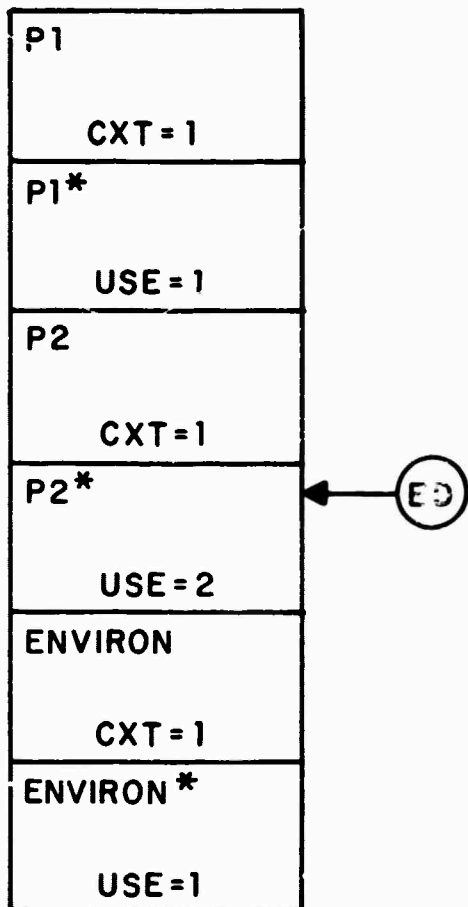 P1
CXT = 1
P1*
USE = 1
P2
CXT = 1
P2*
USE = 2
ENVIRON
CXT = 1
ENVIRON*
USE = 1